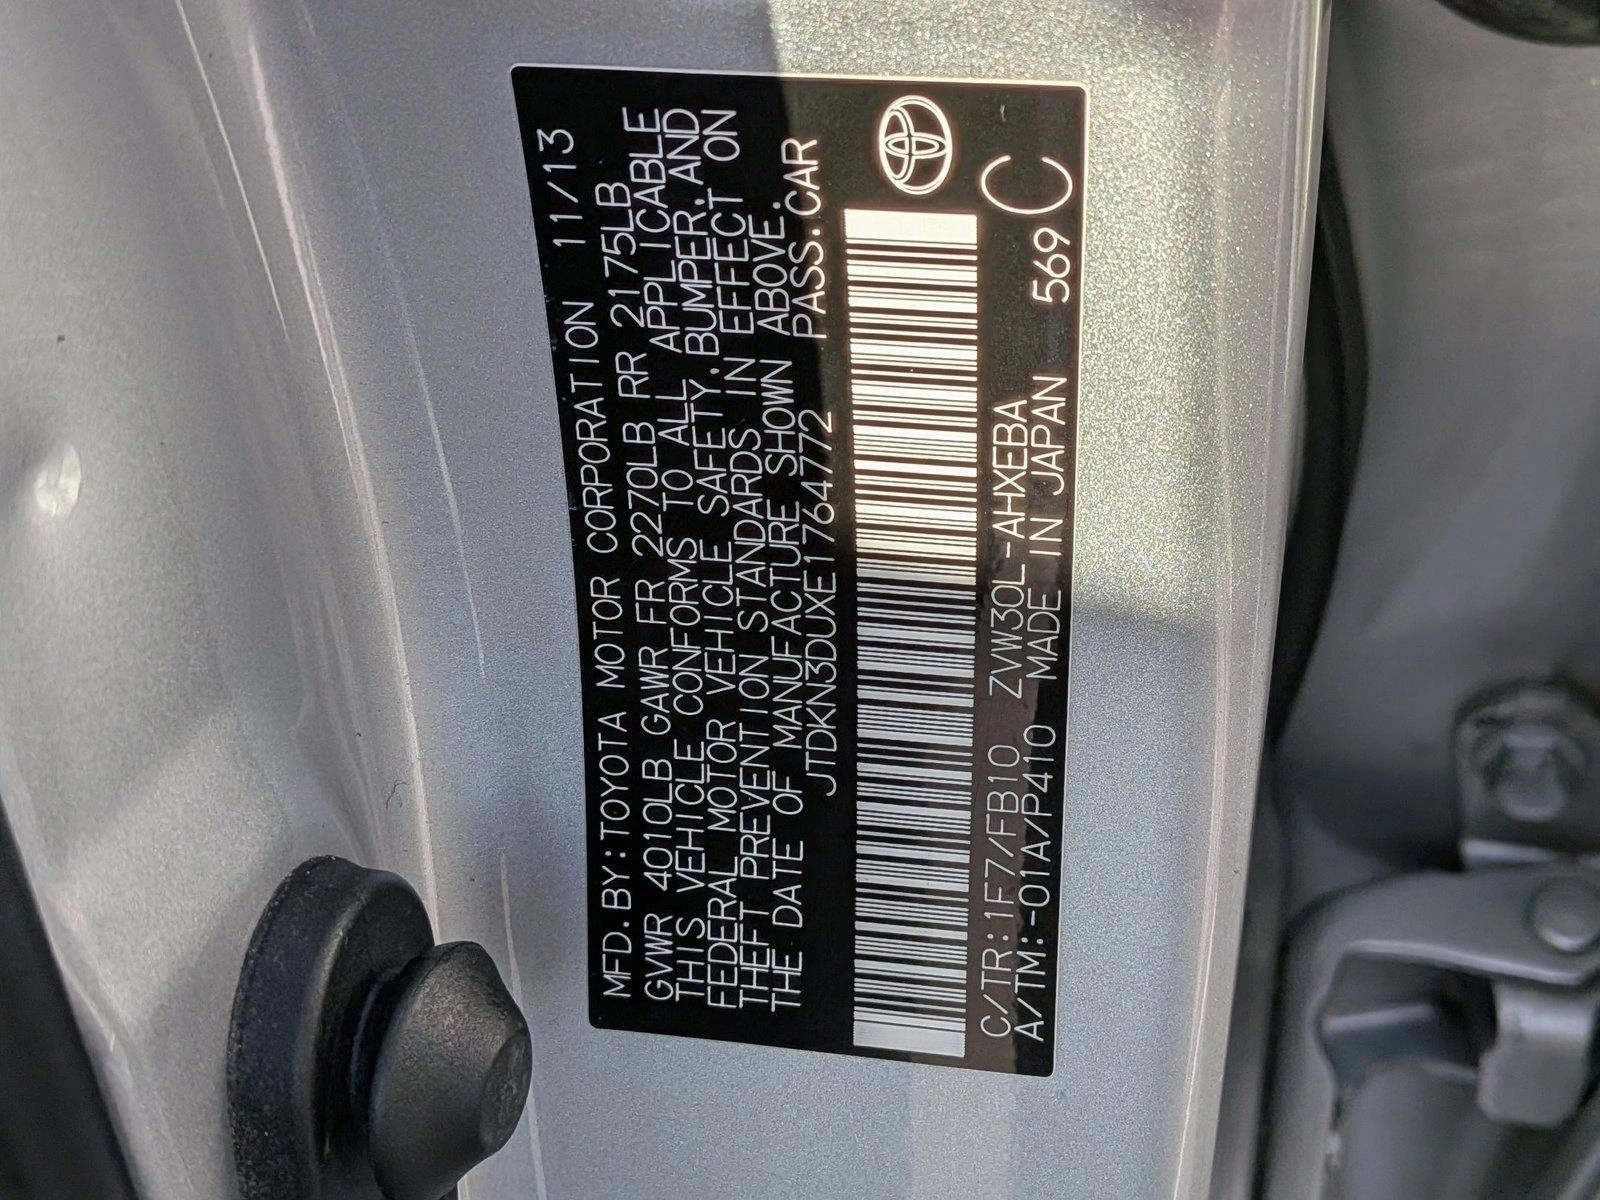 MFD.BY:TOYOTA MOTOR CORPORATION 11/13
GVWR 4010LB GAWR FR 2270LB RR 2175LB
THIS VEHICLE CONFORMS TO ALL APPLICABLE
FEDERAL MOTOR VEHICLE SAFETY, BUMPER, AND
THEFT PREVENTION STANDARDS IN EFFECT ON
THE DATE OF MANUFACTURE SHOWN ABOVE.
JTDKN3DUXE1764772 PASS.CAR
C/TR:1F7/FB10 ZVW30L-AHXEBA
A/TM:-01A/P410 MADE IN JAPAN 569 C